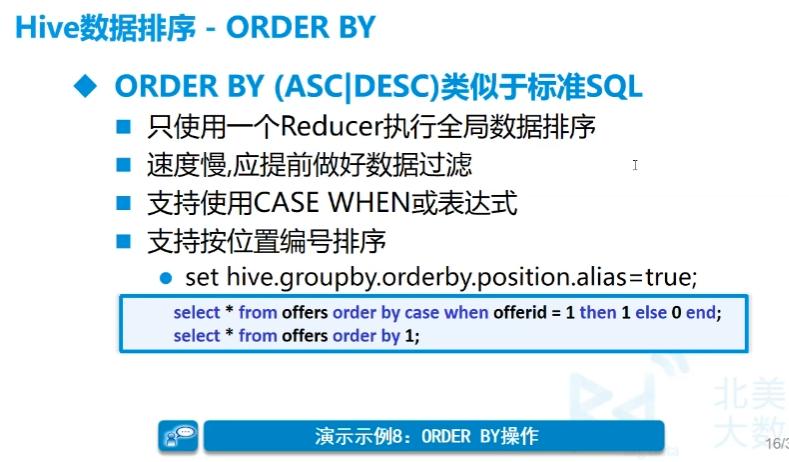 Hive数据排序 - ORDER BY
ORDER BY (ASC|DESC)类似于标准SQL
只使用一个Reducer执行全局数据排序
速度慢,应提前做好数据过滤
支持使用CASE WHEN或表达式
支持按位置编号排序
set hive.groupby.orderby.position.alias=true;
select * from offers order by case when offerid = 1 then 1 else 0 end;
select * from offers order by 1;
北美
大数
演示示例8：ORDER BY操作
16/3